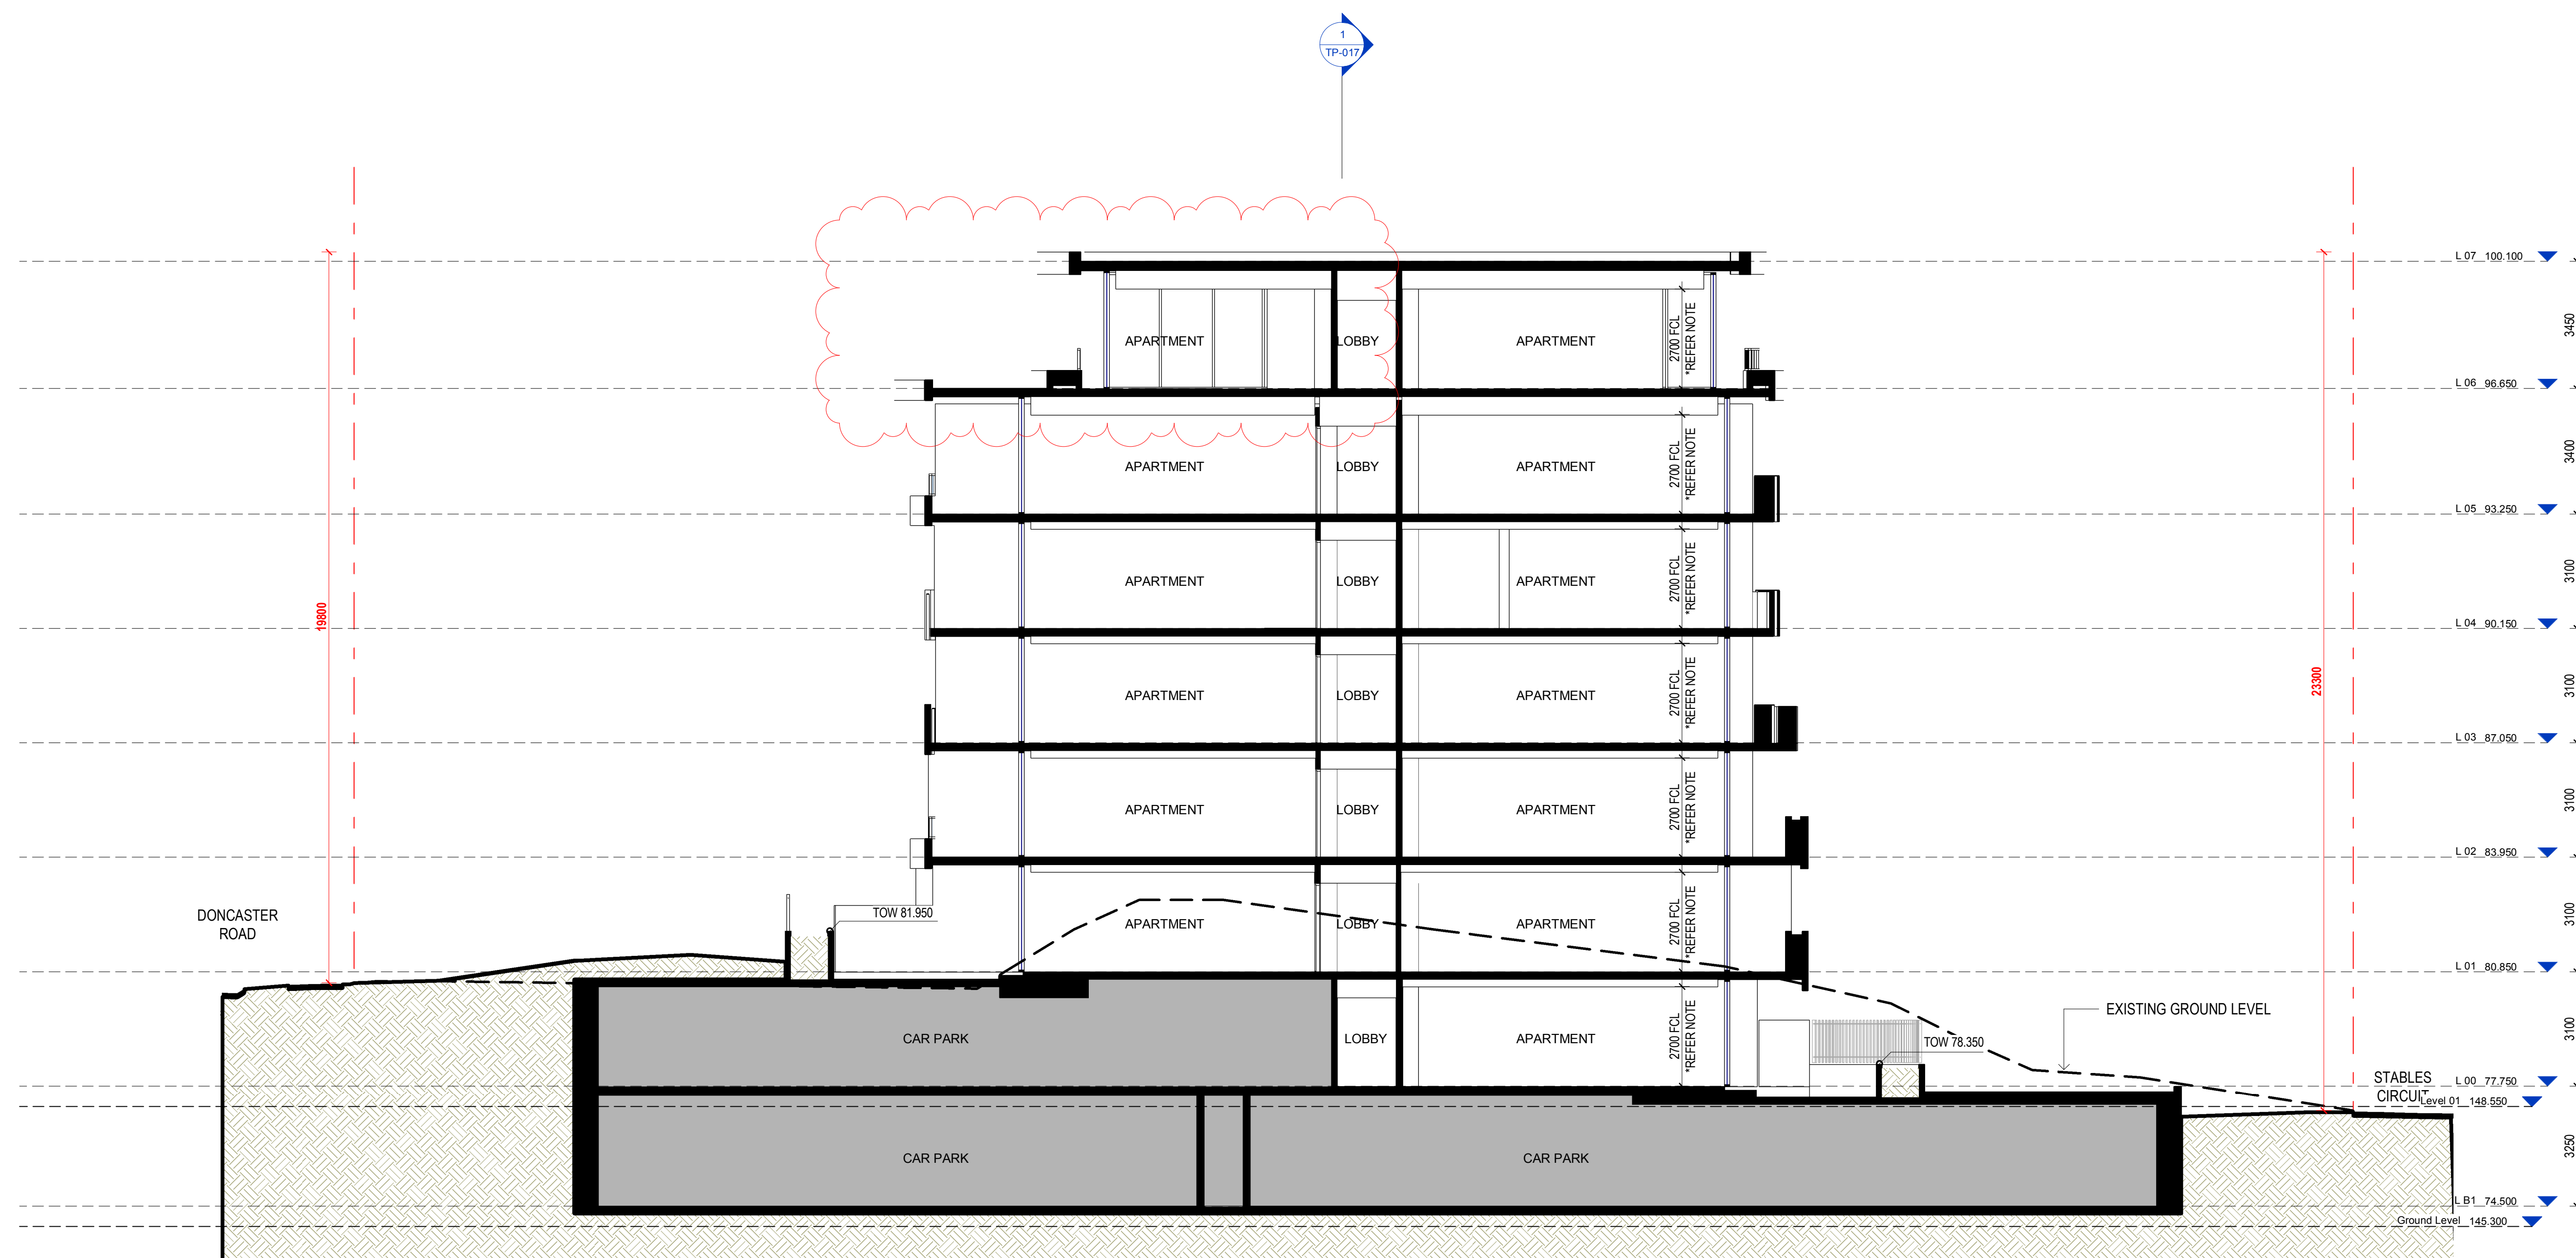 1
TP-017
L 07 100.100
3450
APARTMENT
LOBBY
APARTMENT
2700 FCL
*REFER NOTE
L 06 96.650
3400
APARTMENT
LOBBY
APARTMENT
2700 FCL
*REFER NOTE
L 05 93.250
3100
APARTMENT
LOBBY
APARTMENT
2700 FCL
*REFER NOTE
19800
L 04 90.150
3100
APARTMENT
LOBBY
APARTMENT
2700 FCL
*REFER NOTE
23300
L 03 87.050
3100
APARTMENT
LOBBY
APARTMENT
2700 FCL
*REFER NOTE
L 02 83.950
3100
DONCASTER
ROAD
TOW 81.950
APARTMENT
LOBBY
APARTMENT
2700 FCL
*REFER NOTE
L 01 80.850
3100
CAR PARK
LOBBY
APARTMENT
2700 FCL
*REFER NOTE
EXISTING GROUND LEVEL
TOW 78.350
L 00 77.750
STABLES
CIRCUIT
Level 01 148.550
3250
CAR PARK
CAR PARK
L B1 74.500
Ground Level 145.300